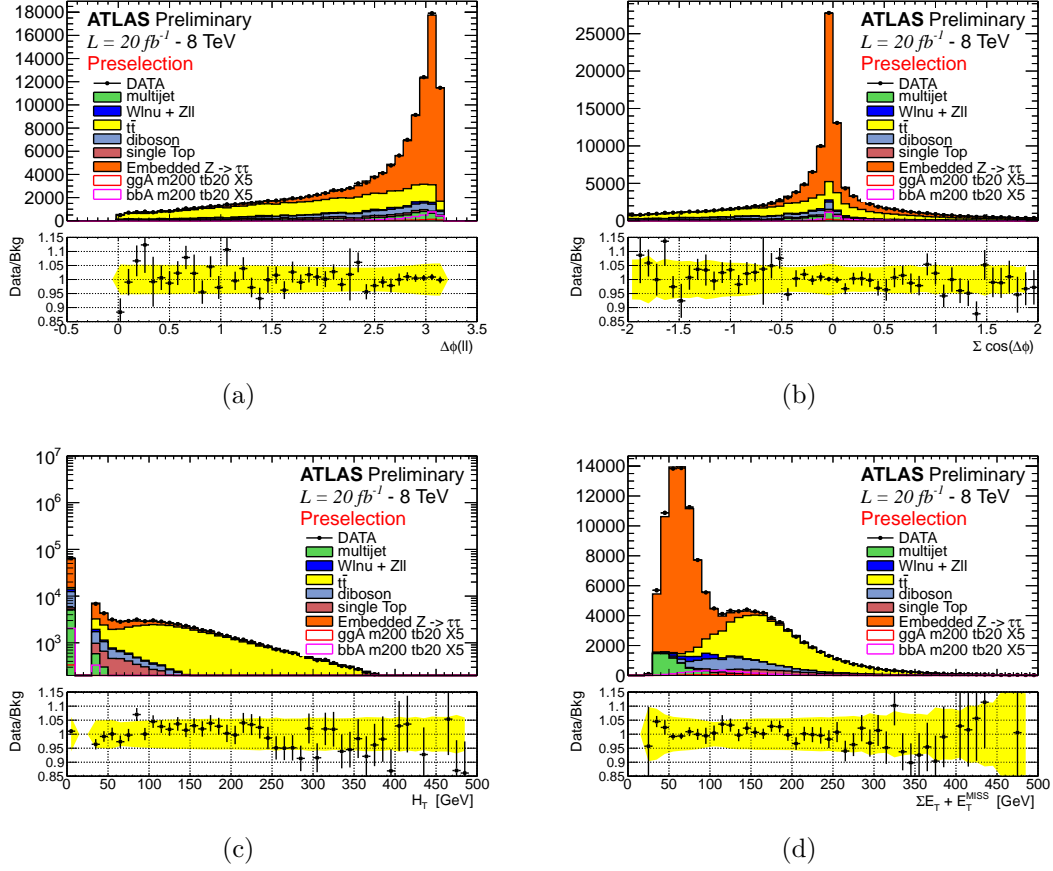 18000
16000
14000
12000
10000
8000
6000
4000
2000
0
ATLAS Preliminary
L = 20 fb⁻¹ - 8 TeV
Preselection
DATA
multijet
Wlnu + Zll
tt̄
diboson
single Top
Embedded Z -> ττ
ggA m200 tb20 X5
bbA m200 tb20 X5
Data/Bkg
1.15
1.1
1.05
1
0.95
0.9
0.85
-0.5 0 0.5 1 1.5 2 2.5 3 3.5
Δϕ(ll)
(a)
25000
20000
15000
10000
5000
0
ATLAS Preliminary
L = 20 fb⁻¹ - 8 TeV
Preselection
DATA
multijet
Wlnu + Zll
tt̄
diboson
single Top
Embedded Z -> ττ
ggA m200 tb20 X5
bbA m200 tb20 X5
Data/Bkg
1.15
1.1
1.05
1
0.95
0.9
0.85
-2 -1.5 -1 -0.5 0 0.5 1 1.5 2
Σ cos(Δϕ)
(b)
10⁷
10⁶
10⁵
10⁴
10³
ATLAS Preliminary
L = 20 fb⁻¹ - 8 TeV
Preselection
DATA
multijet
Wlnu + Zll
tt̄
diboson
single Top
Embedded Z -> ττ
ggA m200 tb20 X5
bbA m200 tb20 X5
Data/Bkg
1.15
1.1
1.05
1
0.95
0.9
0.85
0 50 100 150 200 250 300 350 400 450 500
H_T [GeV]
(c)
14000
12000
10000
8000
6000
4000
2000
0
ATLAS Preliminary
L = 20 fb⁻¹ - 8 TeV
Preselection
DATA
multijet
Wlnu + Zll
tt̄
diboson
single Top
Embedded Z -> ττ
ggA m200 tb20 X5
bbA m200 tb20 X5
Data/Bkg
1.15
1.1
1.05
1
0.95
0.9
0.85
0 50 100 150 200 250 300 350 400 450 500
ΣE_T + E_T^MISS [GeV]
(d)